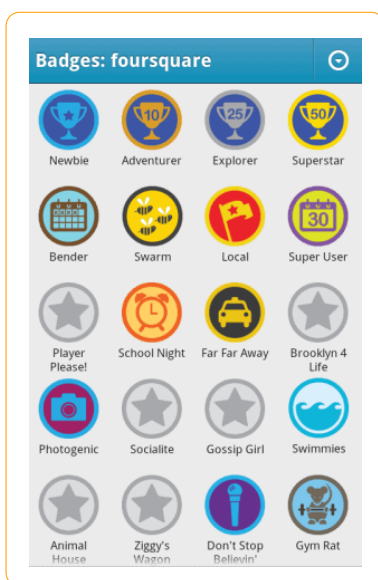 Badges: foursquare
10 25 50
Newbie Adventurer Explorer Superstar
30
Bender Swarm Local Super User
Player Please! School Night Far Far Away Brooklyn 4 Life
Photogenic Socialite Gossip Girl Swimmies
Animal House Ziggy's Wagon Don't Stop Believin' Gym Rat